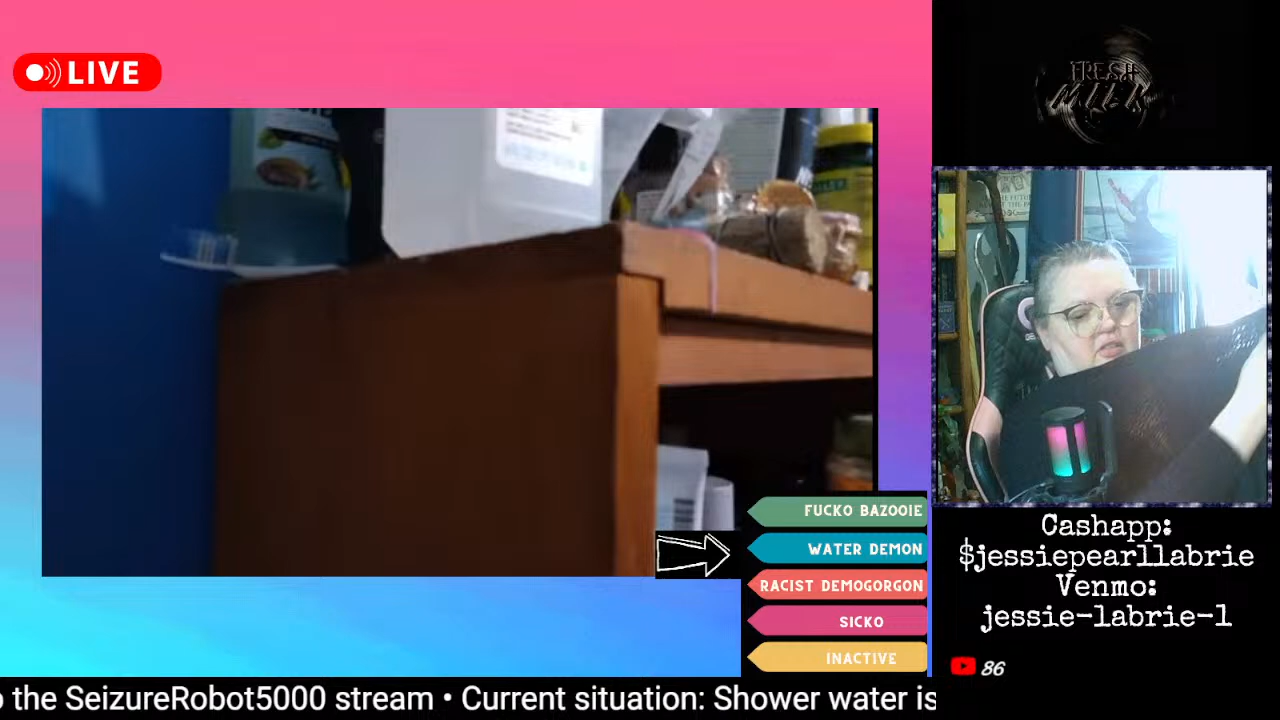 LIVE
FRESH
MILK
FUCKO BAZOOIE
WATER DEMON
RACIST DEMOGORGON
SICKO
INACTIVE
Cashapp:
$jessiepearllabrie
Venmo:
jessie-labrie-1
86
the SeizureRobot5000 stream • Current situation: Shower water is